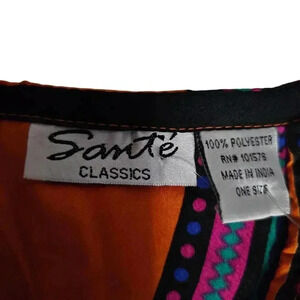 Santé
CLASSICS
100% POLYESTER
RN# 101578
MADE IN INDIA
ONE SIZE